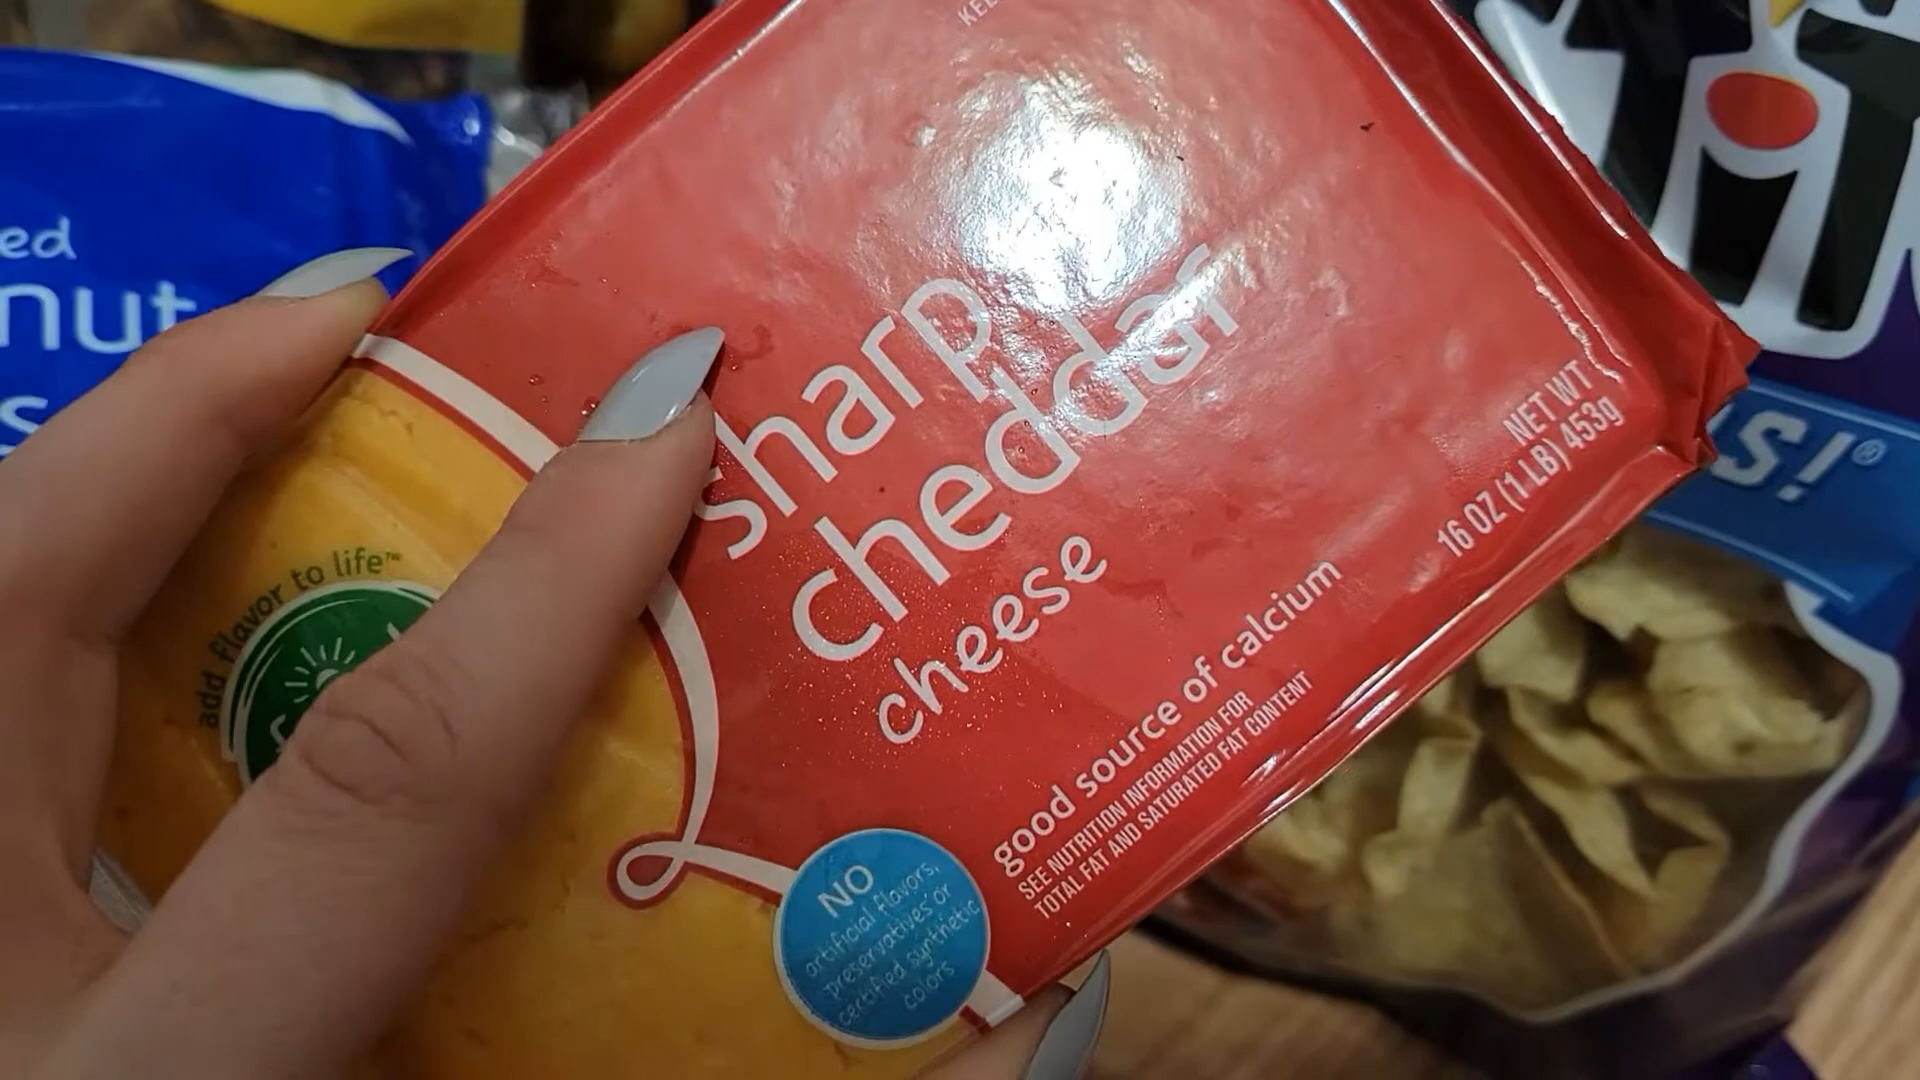 ed
nut
s
sharp
cheddar
cheese
NET WT
16 OZ (1 LB) 453g
good source of calcium
SEE NUTRITION INFORMATION FOR
TOTAL FAT AND SATURATED FAT CONTENT
add flavor to life™
NO
artificial flavors,
preservatives or
certified synthetic
colors
S!®